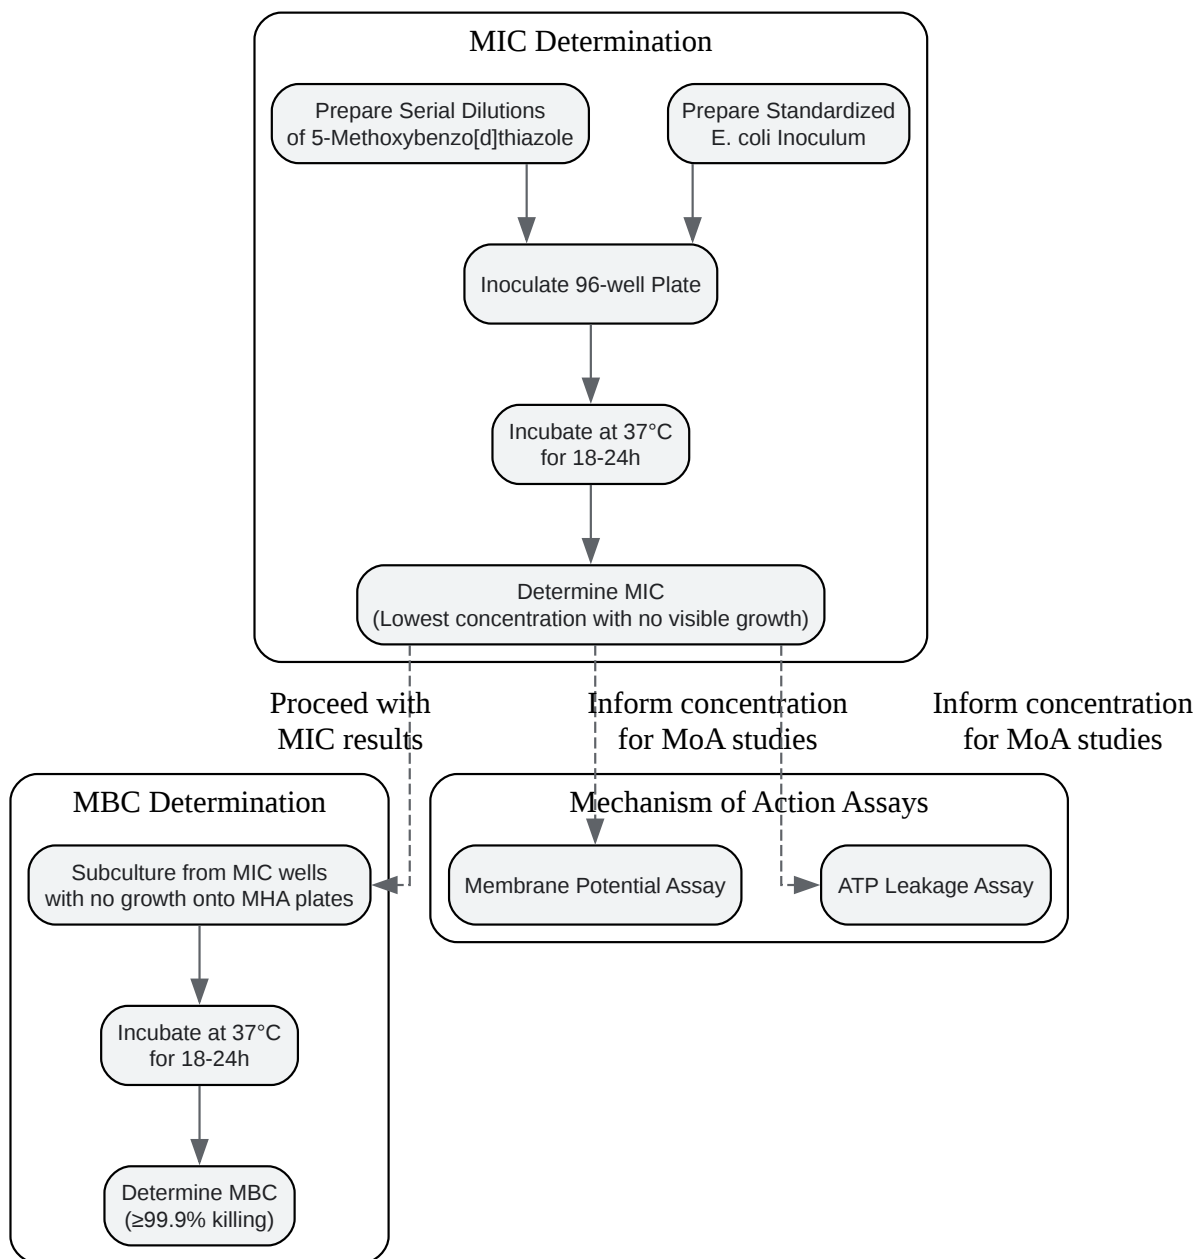 MIC Determination
Prepare Serial Dilutions
of 5-Methoxybenzo[d]thiazole
Prepare Standardized
E. coli Inoculum
Inoculate 96-well Plate
Incubate at 37°C
for 18-24h
Determine MIC
(Lowest concentration with no visible growth)
Proceed with
MIC results
Inform concentration
for MoA studies
Inform concentration
for MoA studies
MBC Determination
Subculture from MIC wells
with no growth onto MHA plates
Incubate at 37°C
for 18-24h
Determine MBC
(≥99.9% killing)
Mechanism of Action Assays
Membrane Potential Assay
ATP Leakage Assay